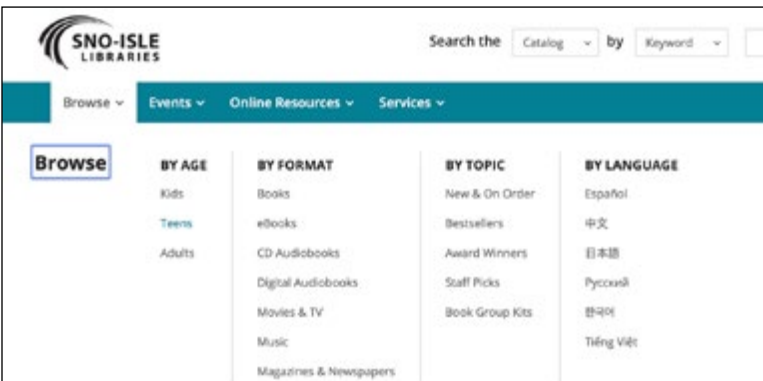 SNO-ISLE
LIBRARIES
Search the Catalog by Keyword
Browse Events Online Resources Services
Browse
BY AGE
Kids
Teens
Adults
BY FORMAT
Books
eBooks
CD Audiobooks
Digital Audiobooks
Movies & TV
Music
Magazines & Newspapers
BY TOPIC
New & On Order
Bestsellers
Award Winners
Staff Picks
Book Group Kits
BY LANGUAGE
Español
中文
日本語
Русский
한국어
Tiếng Việt